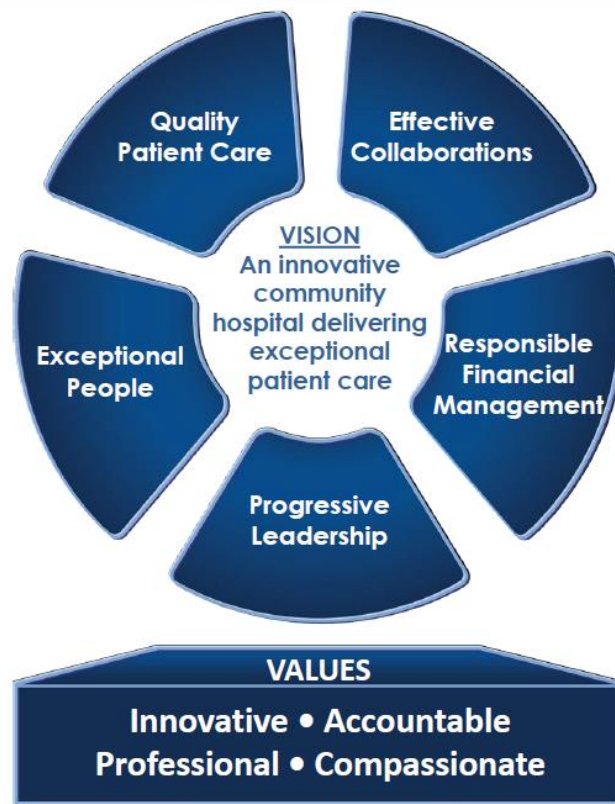 Quality
Patient Care
Effective
Collaborations
VISION
An innovative
community
hospital delivering
exceptional
patient care
Exceptional
People
Responsible
Financial
Management
Progressive
Leadership
VALUES
Innovative • Accountable
Professional • Compassionate